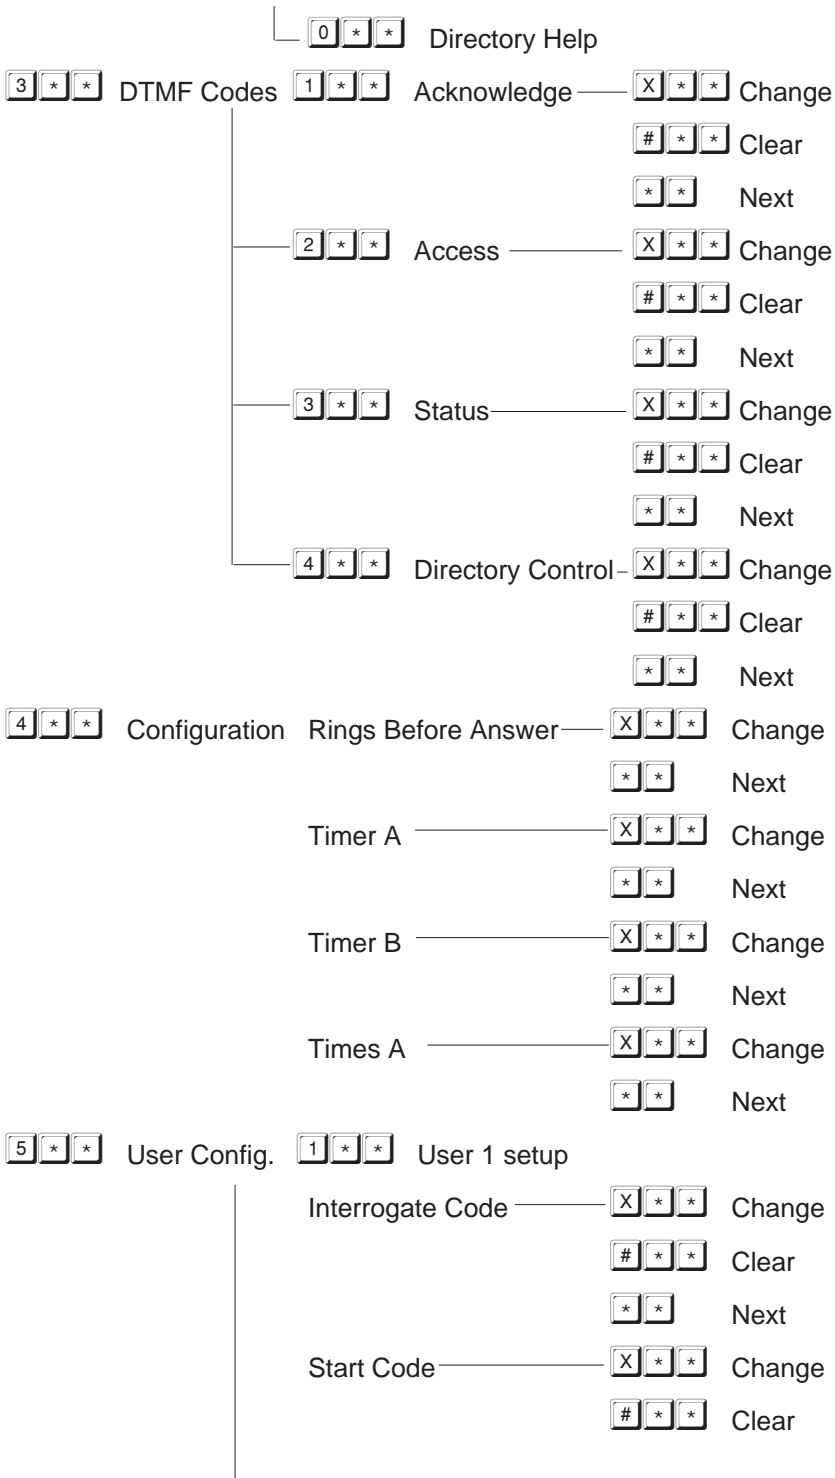 0 * * Directory Help
3 * * DTMF Codes 1 * * Acknowledge X * * Change
# * * Clear
* * Next
2 * * Access X * * Change
# * * Clear
* * Next
3 * * Status X * * Change
# * * Clear
* * Next
4 * * Directory Control X * * Change
# * * Clear
* * Next
4 * * Configuration Rings Before Answer X * * Change
* * Next
Timer A X * * Change
* * Next
Timer B X * * Change
* * Next
Times A X * * Change
* * Next
5 * * User Config. 1 * * User 1 setup
Interrogate Code X * * Change
# * * Clear
* * Next
Start Code X * * Change
# * * Clear